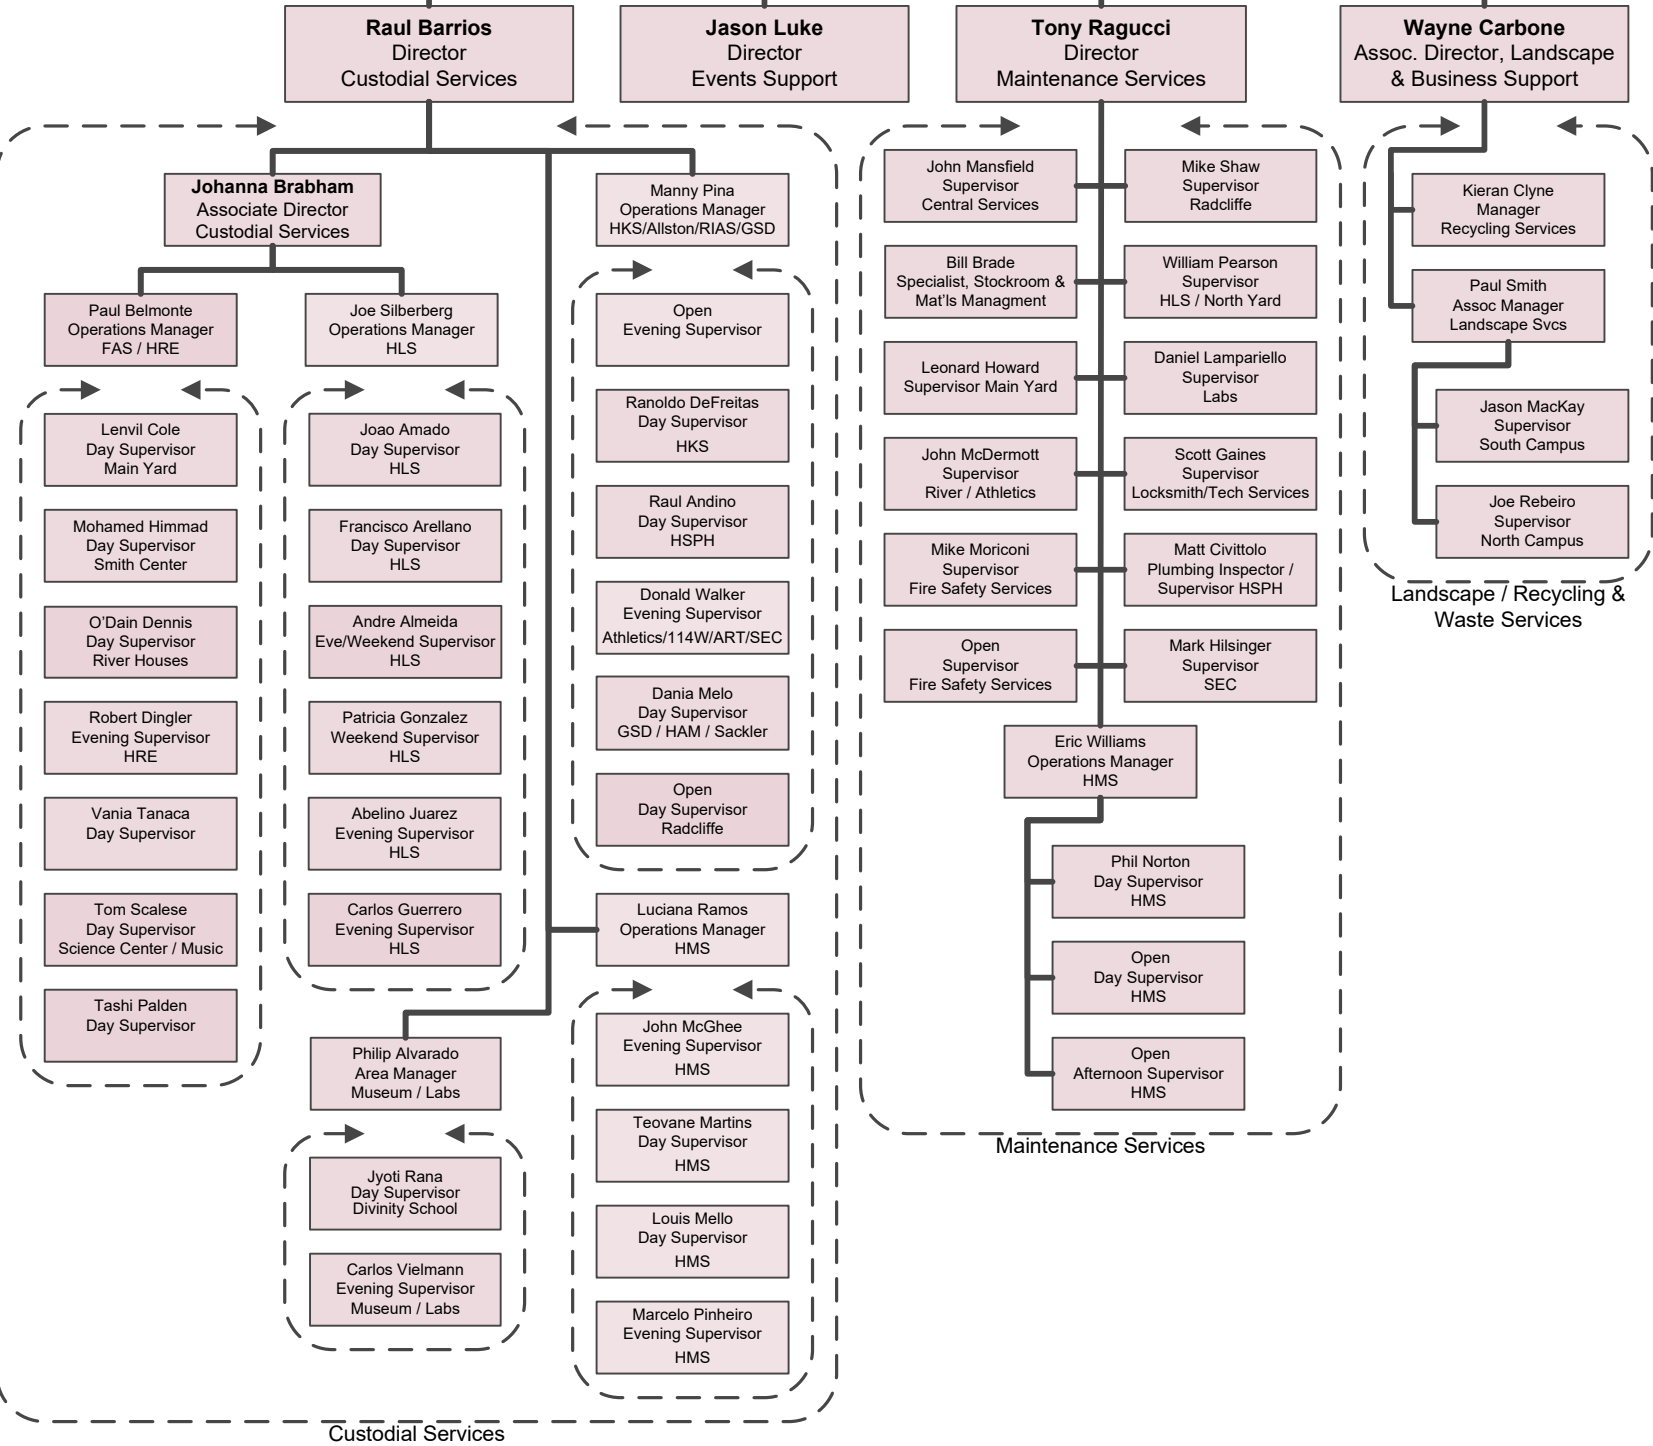 Raul Barrios
Director
Custodial Services
Jason Luke
Director
Events Support
Tony Ragucci
Director
Maintenance Services
Wayne Carbone
Assoc. Director, Landscape
& Business Support
Johanna Brabham
Associate Director
Custodial Services
Paul Belmonte
Operations Manager
FAS / HRE
Lenvil Cole
Day Supervisor
Main Yard
Mohamed Himmad
Day Supervisor
Smith Center
O'Dain Dennis
Day Supervisor
River Houses
Robert Dingler
Evening Supervisor
HRE
Vania Tanaca
Day Supervisor
Tom Scalese
Day Supervisor
Science Center / Music
Tashi Palden
Day Supervisor
Joe Silberberg
Operations Manager
HLS
Joao Amado
Day Supervisor
HLS
Francisco Arellano
Day Supervisor
HLS
Andre Almeida
Eve/Weekend Supervisor
HLS
Patricia Gonzalez
Weekend Supervisor
HLS
Abelino Juarez
Evening Supervisor
HLS
Carlos Guerrero
Evening Supervisor
HLS
Philip Alvarado
Area Manager
Museum / Labs
Jyoti Rana
Day Supervisor
Divinity School
Carlos Vielmann
Evening Supervisor
Museum / Labs
Manny Pina
Operations Manager
HKS/Allston/RIAS/GSD
Open
Evening Supervisor
Ranoldo DeFreitas
Day Supervisor
HKS
Raul Andino
Day Supervisor
HSPH
Donald Walker
Evening Supervisor
Athletics/114W/ART/SEC
Dania Melo
Day Supervisor
GSD / HAM / Sackler
Open
Day Supervisor
Radcliffe
Luciana Ramos
Operations Manager
HMS
John McGhee
Evening Supervisor
HMS
Teovane Martins
Day Supervisor
HMS
Louis Mello
Day Supervisor
HMS
Marcelo Pinheiro
Evening Supervisor
HMS
Custodial Services
John Mansfield
Supervisor
Central Services
Mike Shaw
Supervisor
Radcliffe
Bill Brade
Specialist, Stockroom &
Mat'ls Managment
William Pearson
Supervisor
HLS / North Yard
Leonard Howard
Supervisor Main Yard
Daniel Lampariello
Supervisor
Labs
John McDermott
Supervisor
River / Athletics
Scott Gaines
Supervisor
Locksmith/Tech Services
Mike Moriconi
Supervisor
Fire Safety Services
Matt Civittolo
Plumbing Inspector /
Supervisor HSPH
Open
Supervisor
Fire Safety Services
Mark Hilsinger
Supervisor
SEC
Eric Williams
Operations Manager
HMS
Phil Norton
Day Supervisor
HMS
Open
Day Supervisor
HMS
Open
Afternoon Supervisor
HMS
Maintenance Services
Kieran Clyne
Manager
Recycling Services
Paul Smith
Assoc Manager
Landscape Svcs
Jason MacKay
Supervisor
South Campus
Joe Rebeiro
Supervisor
North Campus
Landscape / Recycling &
Waste Services